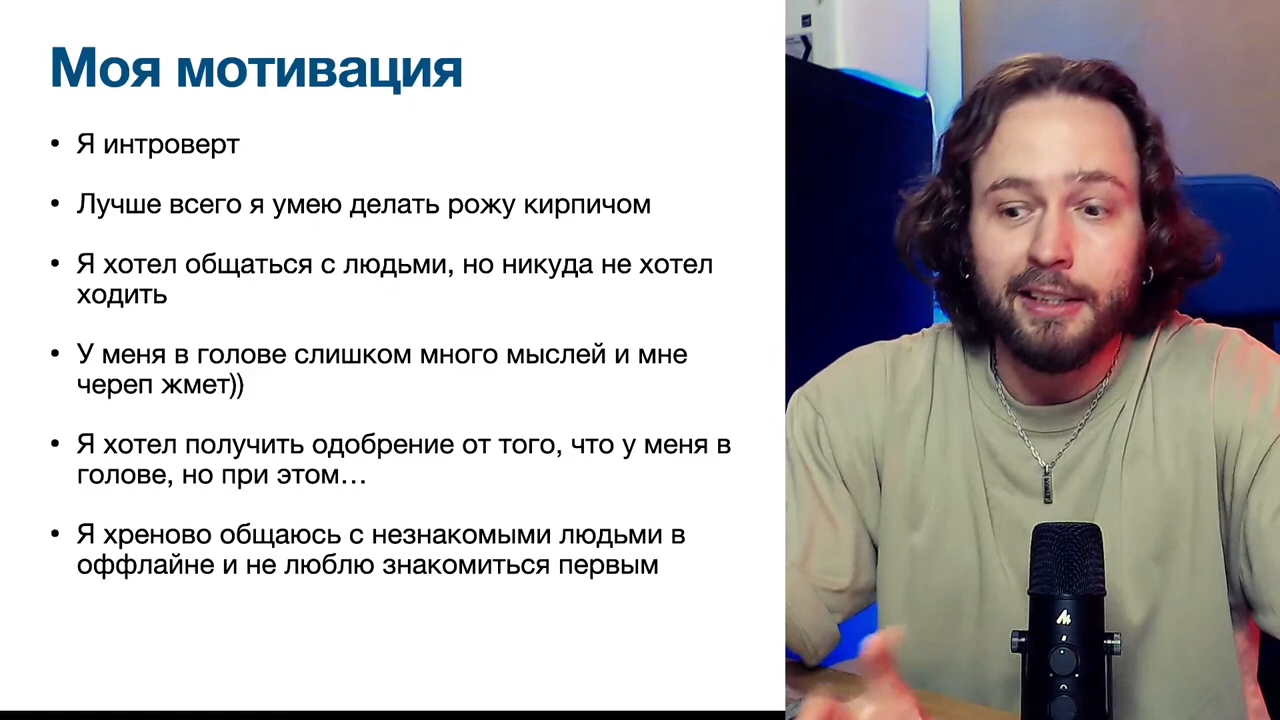 Моя мотивация
• Я интроверт
• Лучше всего я умею делать рожу кирпичом
• Я хотел общаться с людьми, но никуда не хотел
ходить
• У меня в голове слишком много мыслей и мне
череп жмет))
• Я хотел получить одобрение от того, что у меня в
голове, но при этом…
• Я хреново общаюсь с незнакомыми людьми в
оффлайне и не люблю знакомиться первым